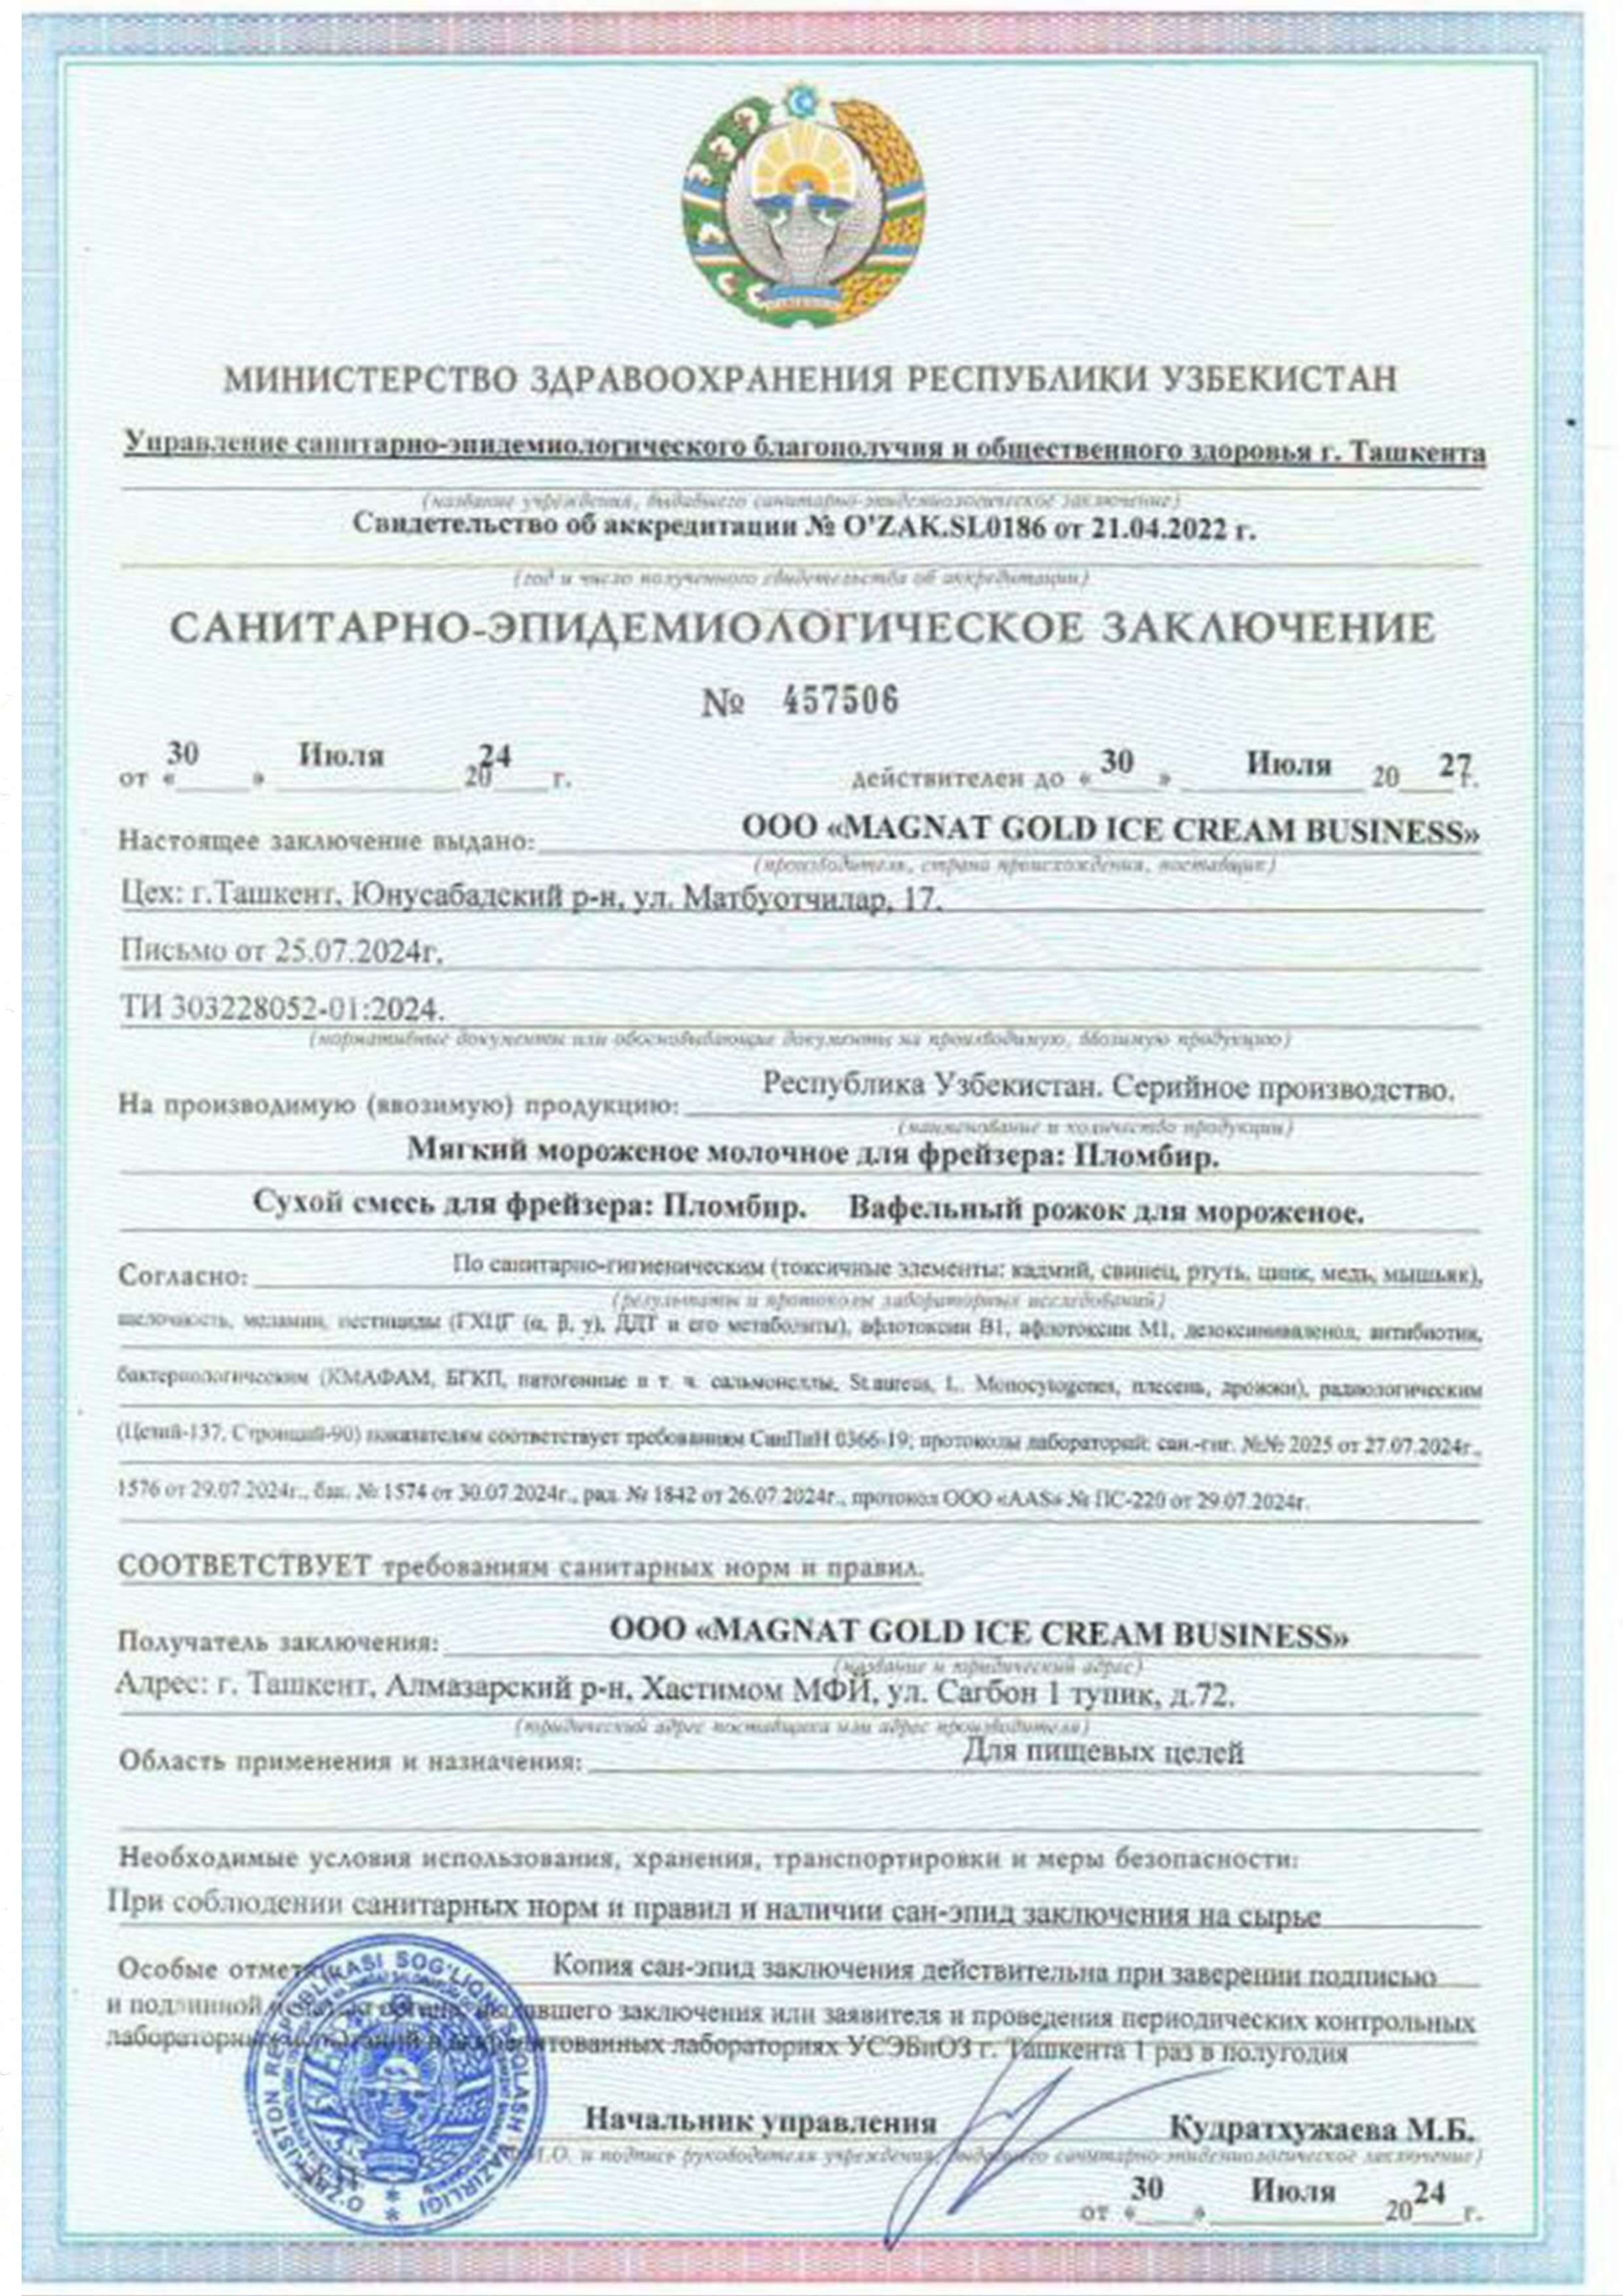 МИНИСТЕРСТВО ЗДРАВООХРАНЕНИЯ РЕСПУБЛИКИ УЗБЕКИСТАН
Управление санитарно-эпидемиологического благополучия и общественного здоровья г. Ташкента
(название учреждения, выдавшего санитарно-эпидемиологическое заключение)
Свидетельство об аккредитации № O'ZAK.SL0186 от 21.04.2022 г.
(год и число полученного свидетельства об аккредитации)
САНИТАРНО-ЭПИДЕМИОЛОГИЧЕСКОЕ ЗАКЛЮЧЕНИЕ
№ 457506
от « 30 » Июля 2024 г. действителен до « 30 » Июля 2027 г.
Настоящее заключение выдано: ООО «MAGNAT GOLD ICE CREAM BUSINESS»
(производитель, страна происхождения, поставщик)
Цех: г.Ташкент, Юнусабадский р-н, ул. Матбуотчилар, 17.
Письмо от 25.07.2024г.
ТИ 303228052-01:2024.
(нормативные документы или обосновывающие документы на производимую, ввозимую продукцию)
На производимую (ввозимую) продукцию: Республика Узбекистан. Серийное производство.
(наименование и количество продукции)
Мягкий мороженое молочное для фрейзера: Пломбир.
Сухой смесь для фрейзера: Пломбир. Вафельный рожок для мороженое.
Согласно: По санитарно-гигиеническим (токсичные элементы: кадмий, свинец, ртуть, цинк, медь, мышьяк),
(результаты и протоколы лабораторных исследований)
щелочность, меламин, пестициды (ГХЦГ (α, β, γ), ДДТ и его метаболиты), афлотоксин В1, афлотоксин М1, дезоксиниваленол, антибиотик,
бактериологическим (КМАФАМ, БГКП, патогенные в т. ч. сальмонеллы, St.aureus, L. Monocytogenes, плесень, дрожжи), радиологическим
(Цезий-137, Стронций-90) показателям соответствует требованиям СанПиН 0366-19; протоколы лабораторий: сан.-гиг. №№ 2025 от 27.07.2024г.,
1576 от 29.07.2024г., бак. № 1574 от 30.07.2024г., рад. № 1842 от 26.07.2024г., протокол ООО «AAS» № ПС-220 от 29.07.2024г.
СООТВЕТСТВУЕТ требованиям санитарных норм и правил.
Получатель заключения: ООО «MAGNAT GOLD ICE CREAM BUSINESS»
(название и юридический адрес)
Адрес: г. Ташкент, Алмазарский р-н, Хастимом МФЙ, ул. Сагбон 1 тупик, д.72.
(юридический адрес поставщика или адрес производителя)
Область применения и назначения: Для пищевых целей
Необходимые условия использования, хранения, транспортировки и меры безопасности:
При соблюдении санитарных норм и правил и наличии сан-эпид заключения на сырье
Особые отметки Копия сан-эпид заключения действительна при заверении подписью
и подлинной заключения или заявителя и проведения периодических контрольных
лабораториях УСЭБиОЗ г. Ташкента 1 раз в полугодия
Начальник управления Кудратхужаева М.Б.
и подпись руководителя учреждения, выдавшего санитарно-эпидемиологическое заключение)
от « 30 » Июля 2024 г.
O'ZBEKISTON RESPUBLIKASI SOG'LIQNI SAQLASH VAZIRLIGI